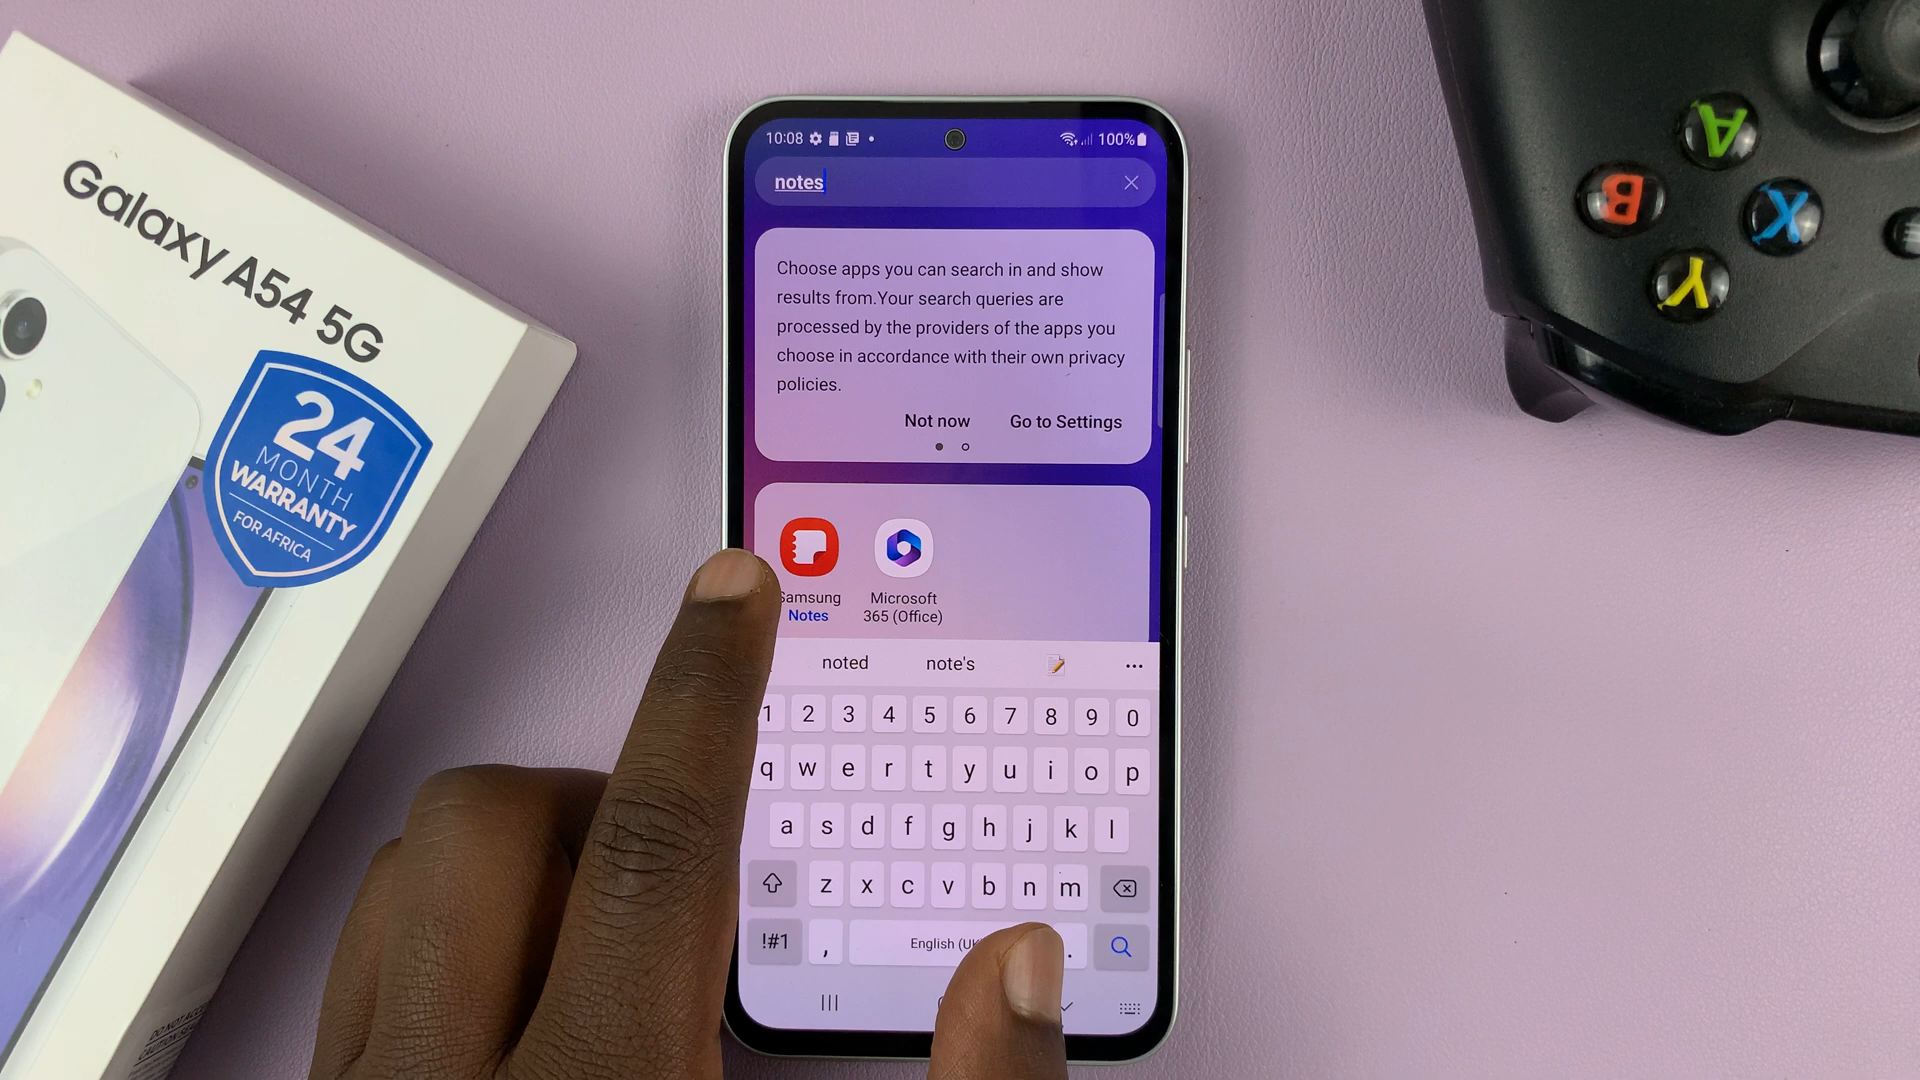 Galaxy A54 5G
24
MONTH
WARRANTY
FOR AFRICA
10:08
100%
notes
Choose apps you can search in and show
results from.Your search queries are
processed by the providers of the apps you
choose in accordance with their own privacy
policies.
Not now
Go to Settings
Samsung
Notes
Microsoft
365 (Office)
noted
note's
1 2 3 4 5 6 7 8 9 0
q w e r t y u i o p
a s d f g h j k l
z x c v b n m
!#1 , English (UK .
A
B
X
Y